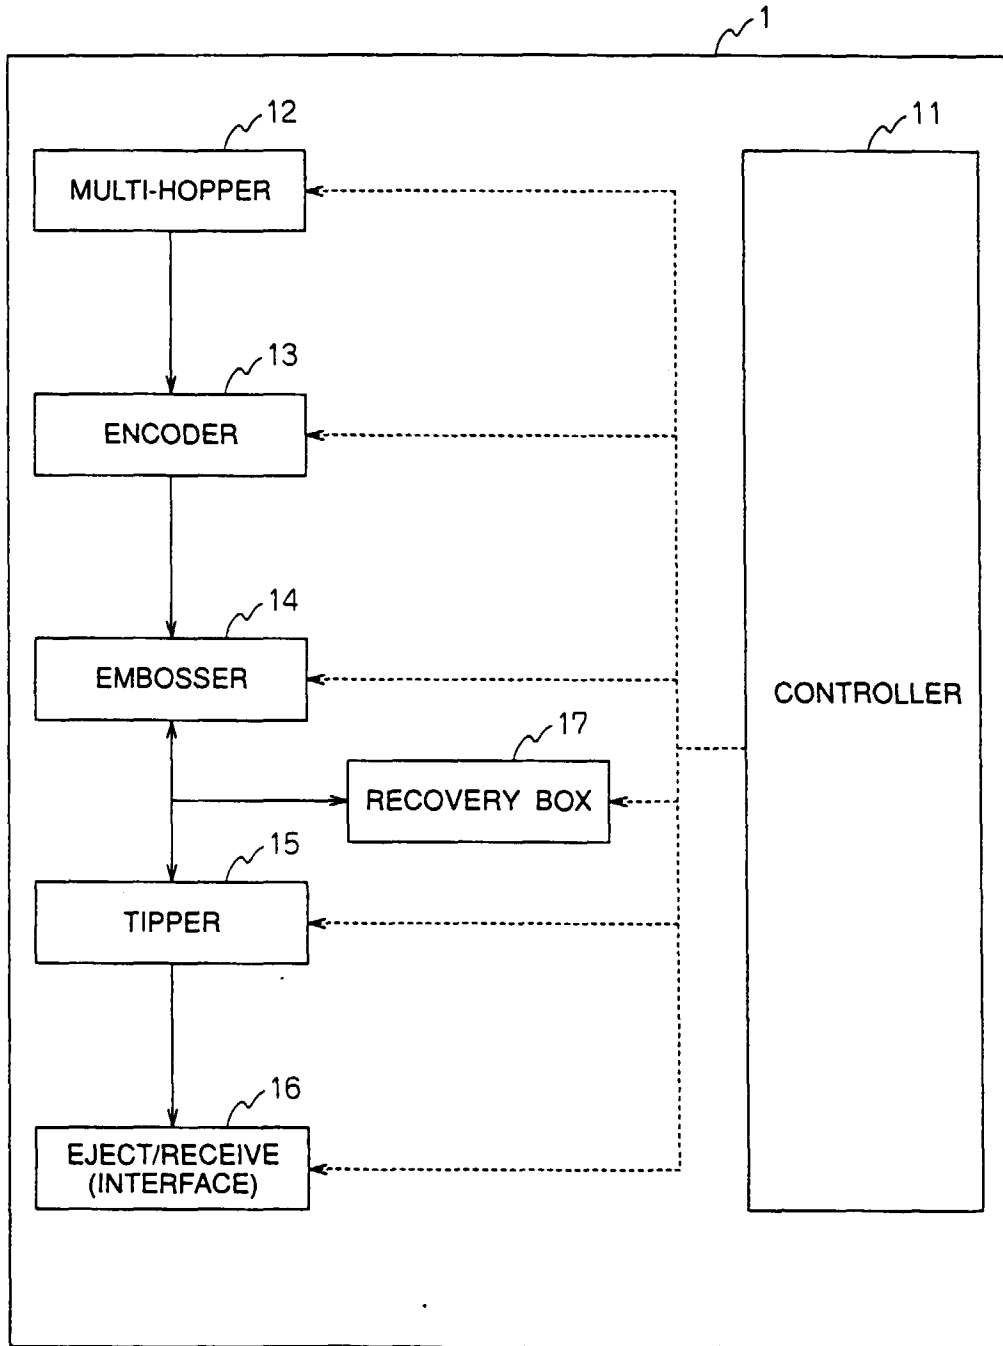 1
12
11
MULTI-HOPPER
13
ENCODER
14
EMBOSSER
CONTROLLER
17
RECOVERY BOX
15
TIPPER
16
EJECT/RECEIVE
(INTERFACE)